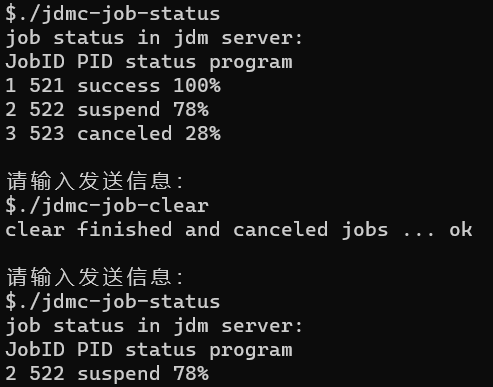 $./jdmc-job-status
job status in jdm server:
JobID PID status program
1 521 success 100%
2 522 suspend 78%
3 523 canceled 28%
请输入发送信息:
$./jdmc-job-clear
clear finished and canceled jobs ... ok
请输入发送信息:
$./jdmc-job-status
job status in jdm server:
JobID PID status program
2 522 suspend 78%